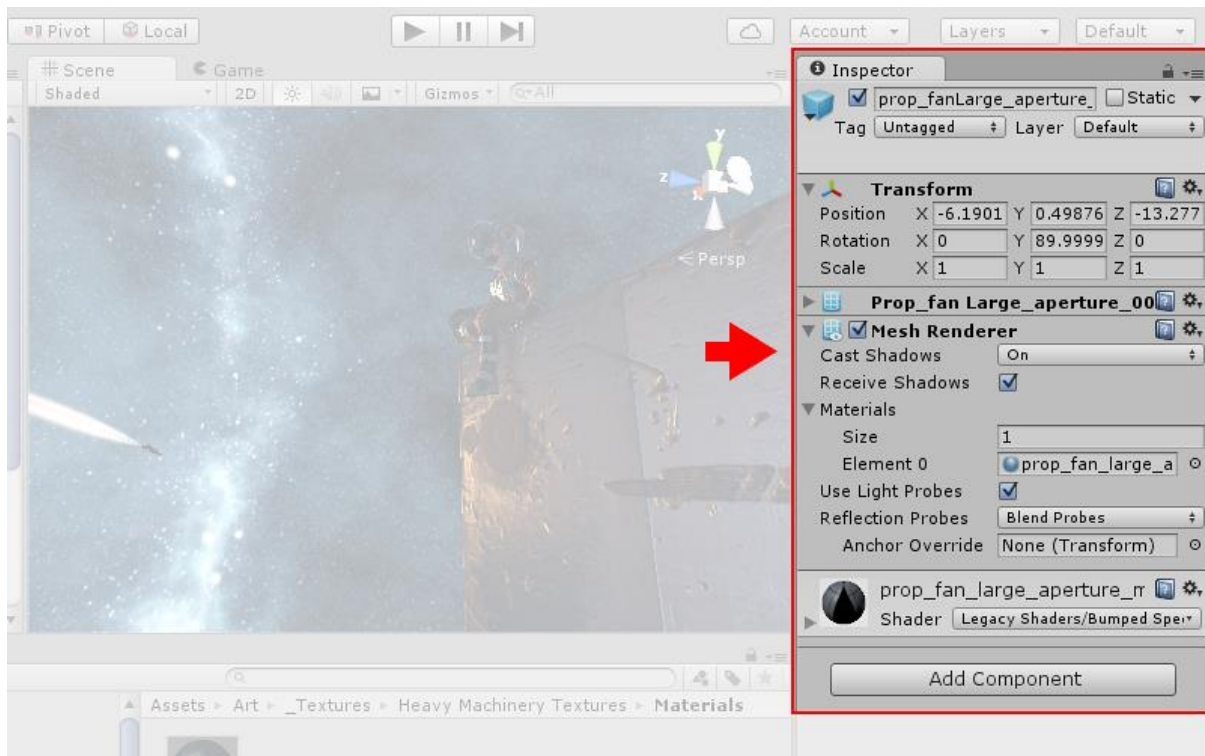 Pivot Local Account Layers Default
Scene Game
Shaded 2D Gizmos All
y
z
x
Persp
Assets Art _Textures Heavy Machinery Textures Materials
Inspector
prop_fanLarge_aperture_ Static
Tag Untagged Layer Default
Transform
Position X -6.1901 Y 0.49876 Z -13.277
Rotation X 0 Y 89.9999 Z 0
Scale X 1 Y 1 Z 1
Prop_fan Large_aperture_00
Mesh Renderer
Cast Shadows On
Receive Shadows
Materials
Size 1
Element 0 prop_fan_large_a
Use Light Probes
Reflection Probes Blend Probes
Anchor Override None (Transform)
prop_fan_large_aperture_m
Shader Legacy Shaders/Bumped Spec
Add Component